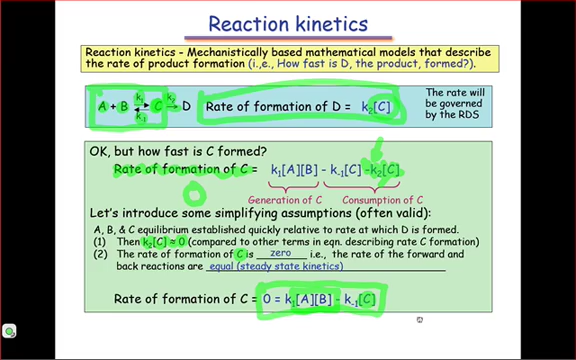 Reaction kinetics
Reaction kinetics - Mechanistically based mathematical models that describe
the rate of product formation (i.,e., How fast is D, the product, formed?).
A + B k₁ ⇄ k₋₁ C k₂ → D Rate of formation of D = k₂[C]
The rate will
be governed
by the RDS
OK, but how fast is C formed?
Rate of formation of C = k₁[A][B] - k₋₁[C] -k₂[C]
0
Generation of C Consumption of C
Let's introduce some simplifying assumptions (often valid):
A, B, & C equilibrium established quickly relative to rate at which D is formed.
(1) Then k₂[C] ≈ 0 (compared to other terms in eqn. describing rate C formation)
(2) The rate of formation of C is zero i.e., the rate of the forward and
back reactions are equal (steady state kinetics)
Rate of formation of C = 0 = k₁[A][B] - k₋₁[C]